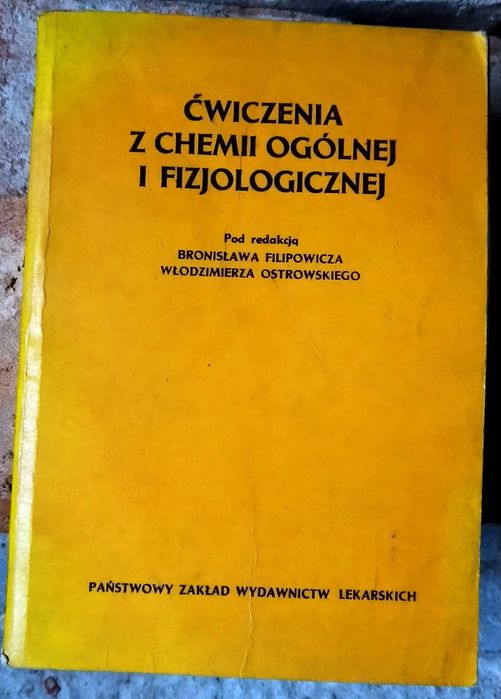 ĆWICZENIA
Z CHEMII OGÓLNEJ
I FIZJOLOGICZNEJ
Pod redakcją
BRONISŁAWA FILIPOWICZA
WŁODZIMIERZA OSTROWSKIEGO
PAŃSTWOWY ZAKŁAD WYDAWNICTW LEKARSKICH